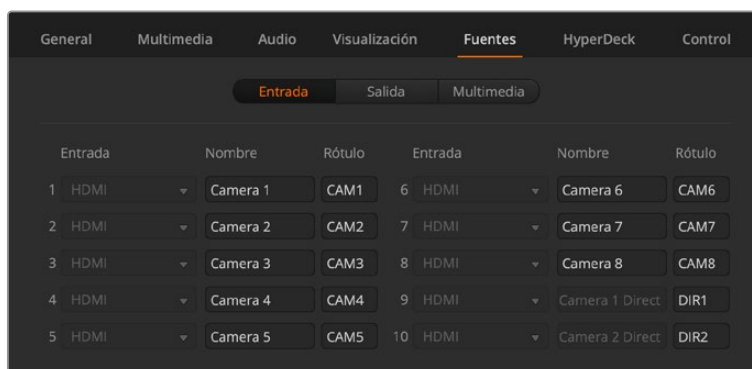 General Multimedia Audio Visualización Fuentes HyperDeck Control
Entrada Salida Multimedia
Entrada Nombre Rótulo Entrada Nombre Rótulo
1 HDMI Camera 1 CAM1 6 HDMI Camera 6 CAM6
2 HDMI Camera 2 CAM2 7 HDMI Camera 7 CAM7
3 HDMI Camera 3 CAM3 8 HDMI Camera 8 CAM8
4 HDMI Camera 4 CAM4 9 HDMI Camera 1 Direct DIR1
5 HDMI Camera 5 CAM5 10 HDMI Camera 2 Direct DIR2